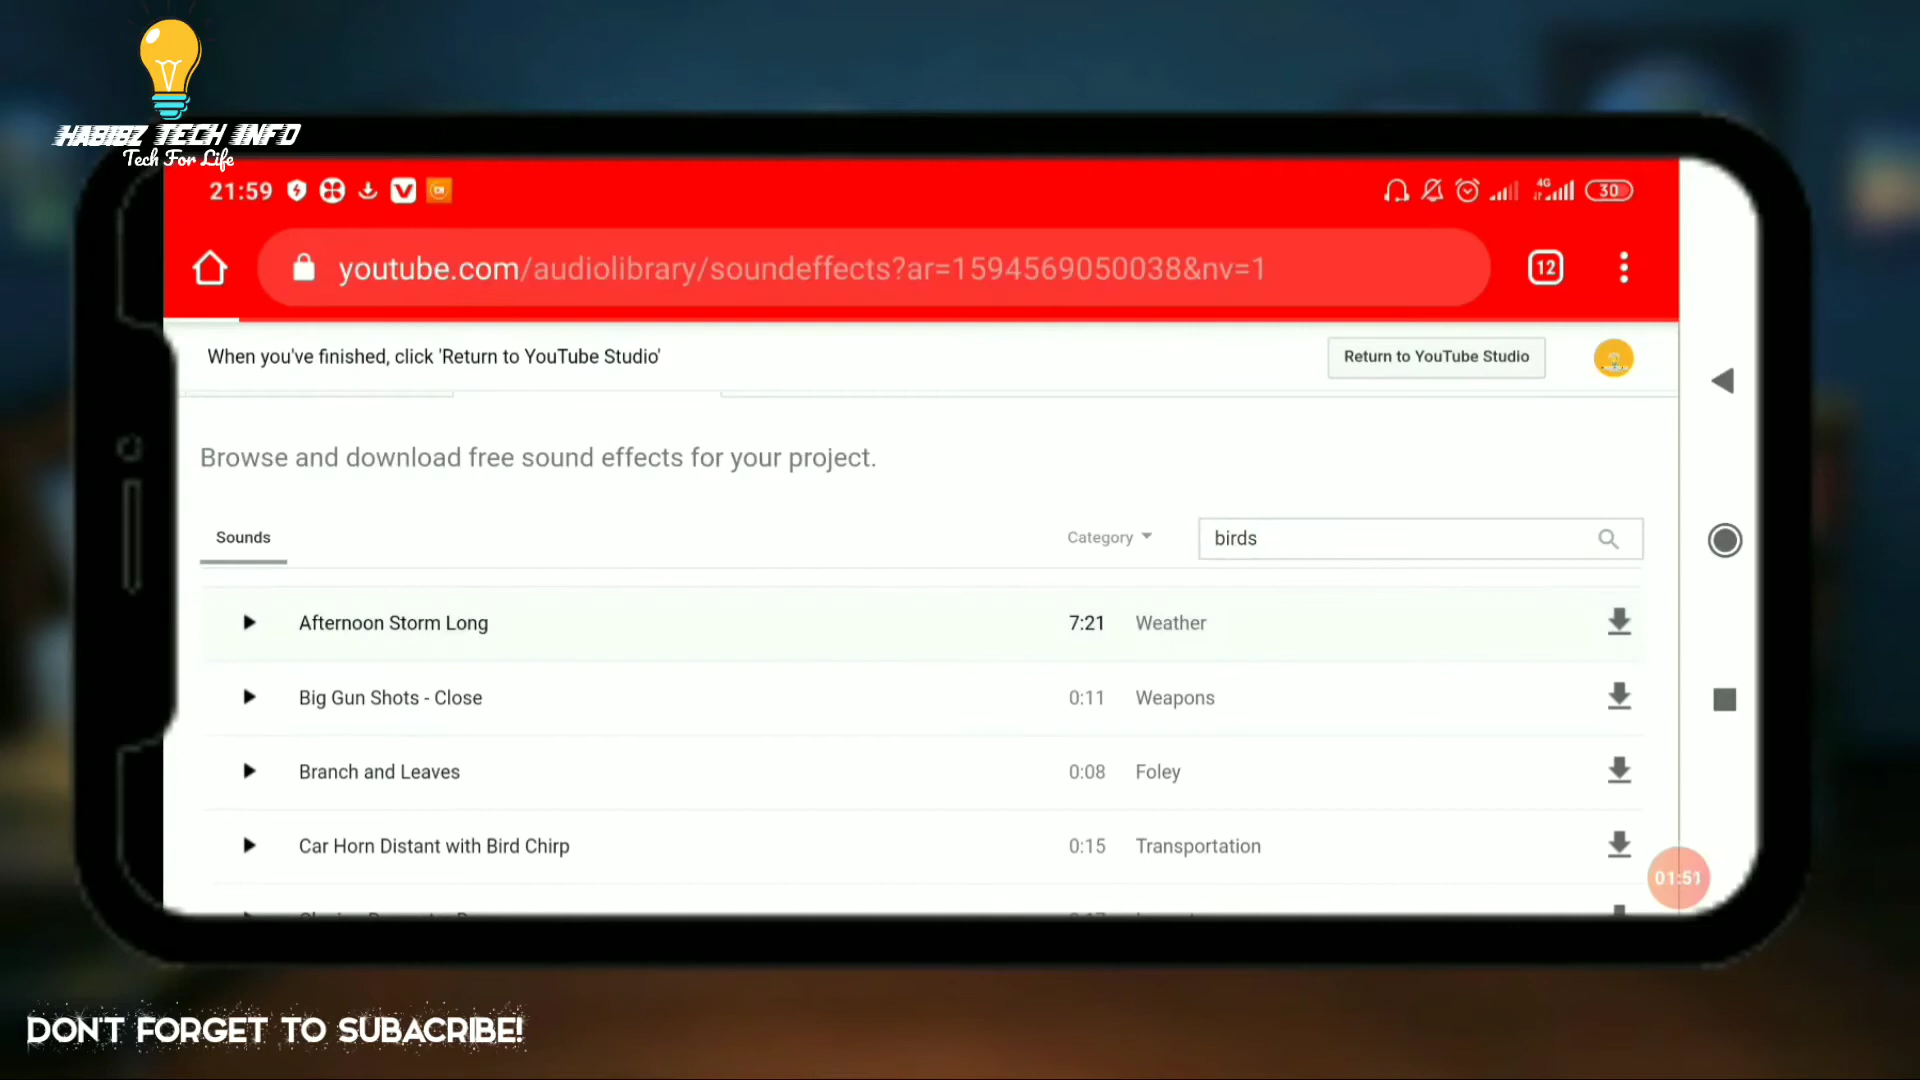 HABIBZ TECH INFO
Tech For Life
21:59
4G
30
youtube.com/audiolibrary/soundeffects?ar=1594569050038&nv=1
12
When you've finished, click 'Return to YouTube Studio'
Return to YouTube Studio
Browse and download free sound effects for your project.
Sounds
Category
birds
Afternoon Storm Long 7:21 Weather
Big Gun Shots - Close 0:11 Weapons
Branch and Leaves 0:08 Foley
Car Horn Distant with Bird Chirp 0:15 Transportation
01:51
DON'T FORGET TO SUBACRIBE!